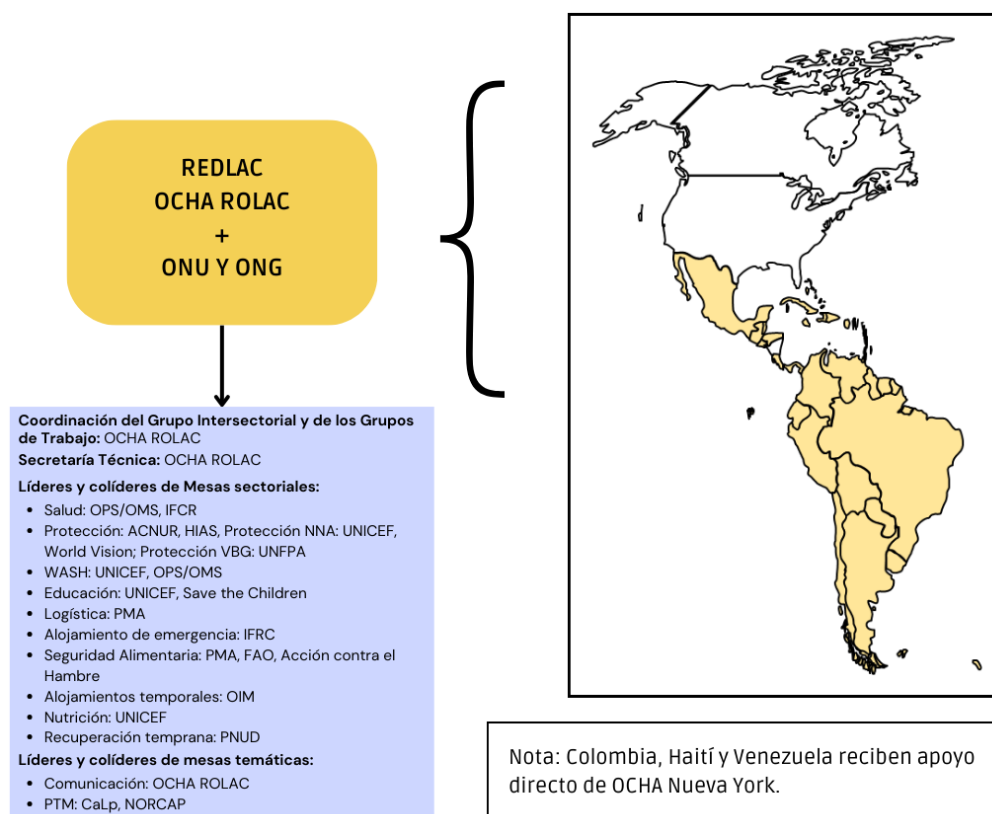 REDLAC
OCHA ROLAC
+
ONU Y ONG
Coordinación del Grupo Intersectorial y de los Grupos
de Trabajo: OCHA ROLAC
Secretaría Técnica: OCHA ROLAC
Líderes y colíderes de Mesas sectoriales:
• Salud: OPS/OMS, IFCR
• Protección: ACNUR, HIAS, Protección NNA: UNICEF,
World Vision; Protección VBG: UNFPA
• WASH: UNICEF, OPS/OMS
• Educación: UNICEF, Save the Children
• Logística: PMA
• Alojamiento de emergencia: IFRC
• Seguridad Alimentaria: PMA, FAO, Acción contra el
Hambre
• Alojamientos temporales: OIM
• Nutrición: UNICEF
• Recuperación temprana: PNUD
Líderes y colíderes de mesas temáticas:
• Comunicación: OCHA ROLAC
• PTM: CaLp, NORCAP
Nota: Colombia, Haití y Venezuela reciben apoyo
directo de OCHA Nueva York.